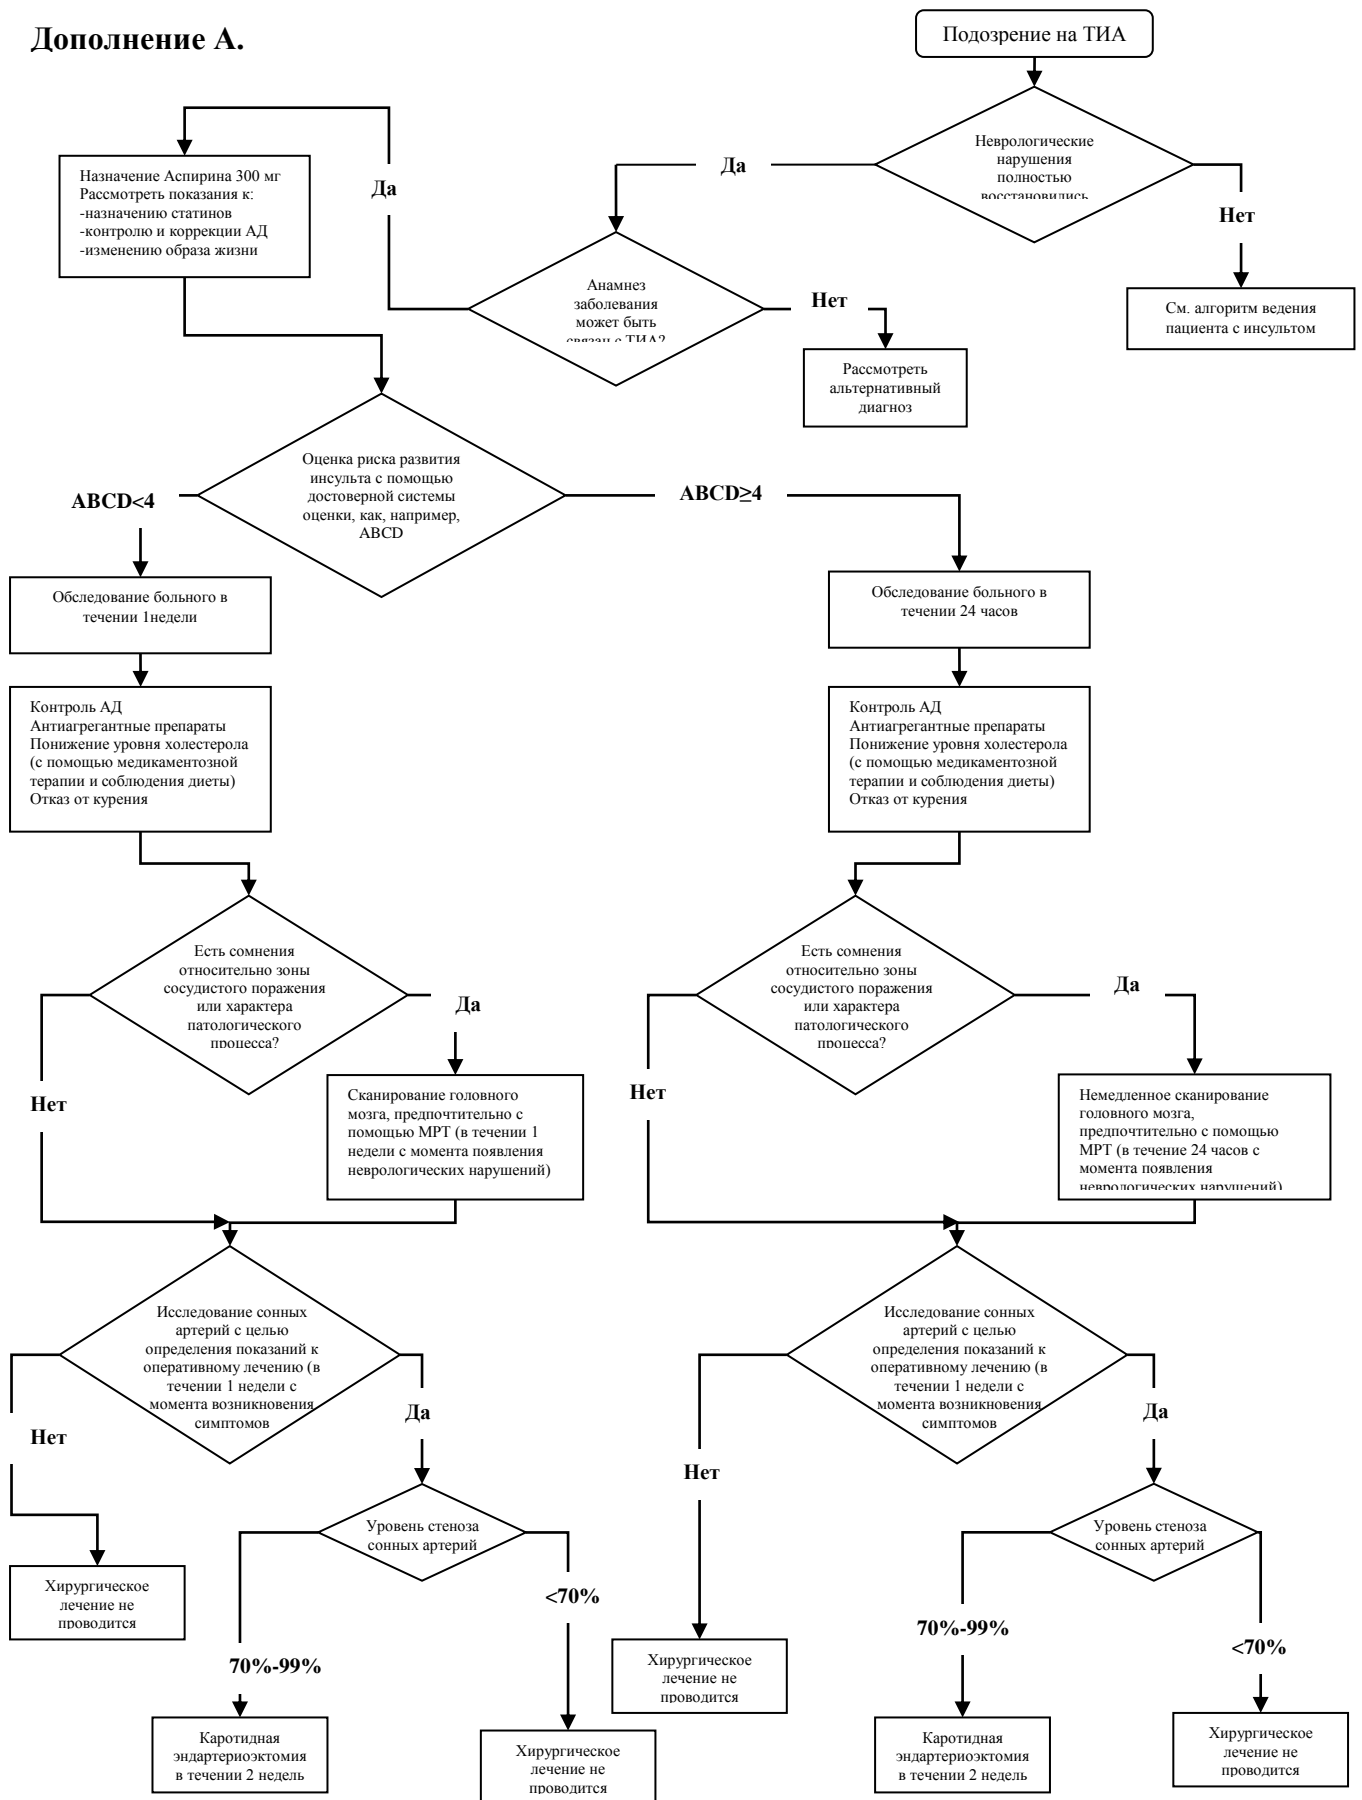 Дополнение А.
Подозрение на ТИА
Неврологические
нарушения
полностью
восстановились
Да
Нет
См. алгоритм ведения
пациента с инсультом
Анамнез
заболевания
может быть
связан с ТИА?
Да
Нет
Рассмотреть
альтернативный
диагноз
Назначение Аспирина 300 мг
Рассмотреть показания к:
-назначению статинов
-контролю и коррекции АД
-изменению образа жизни
Оценка риска развития
инсульта с помощью
достоверной системы
оценки, как, например,
ABCD
ABCD<4
ABCD≥4
Обследование больного в
течении 1недели
Контроль АД
Антиагрегантные препараты
Понижение уровня холестерола
(с помощью медикаментозной
терапии и соблюдения диеты)
Отказ от курения
Есть сомнения
относительно зоны
сосудистого поражения
или характера
патологического
процесса?
Да
Нет
Сканирование головного
мозга, предпочтительно с
помощью МРТ (в течении 1
недели с момента появления
неврологических нарушений)
Исследование сонных
артерий с целью
определения показаний к
оперативному лечению (в
течении 1 недели с
момента возникновения
симптомов
Да
Нет
Хирургическое
лечение не
проводится
Уровень стеноза
сонных артерий
70%-99%
<70%
Каротидная
эндартериоэктомия
в течении 2 недель
Хирургическое
лечение не
проводится
Обследование больного в
течении 24 часов
Контроль АД
Антиагрегантные препараты
Понижение уровня холестерола
(с помощью медикаментозной
терапии и соблюдения диеты)
Отказ от курения
Есть сомнения
относительно зоны
сосудистого поражения
или характера
патологического
процесса?
Да
Нет
Немедленное сканирование
головного мозга,
предпочтительно с помощью
МРТ (в течение 24 часов с
момента появления
неврологических нарушений)
Исследование сонных
артерий с целью
определения показаний к
оперативному лечению (в
течении 1 недели с
момента возникновения
симптомов
Да
Нет
Хирургическое
лечение не
проводится
Уровень стеноза
сонных артерий
70%-99%
<70%
Каротидная
эндартериоэктомия
в течении 2 недель
Хирургическое
лечение не
проводится